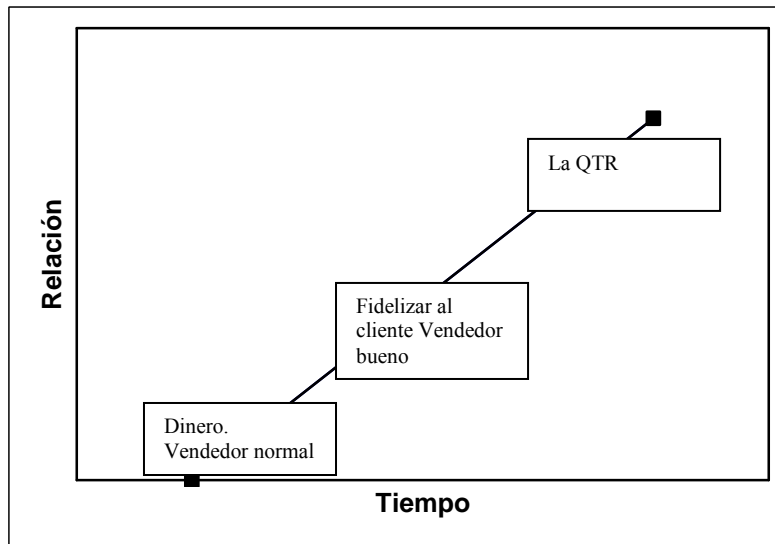 La QTR
Relación
Fidelizar al
cliente Vendedor
bueno
Dinero.
Vendedor normal
Tiempo